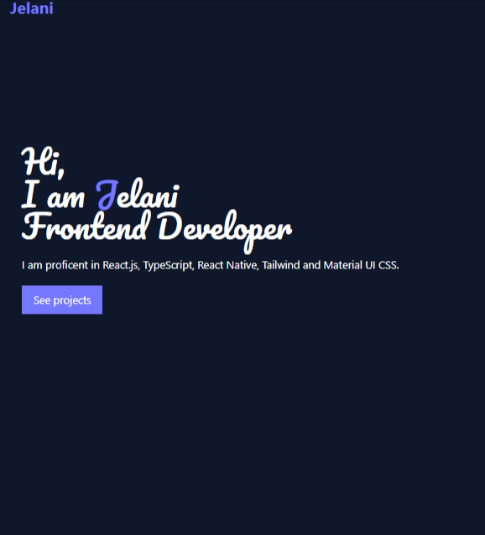 Jelani
Hi,
I am Jelani
Frontend Developer
I am proficent in React.js, TypeScript, React Native, Tailwind and Material UI CSS.
See projects